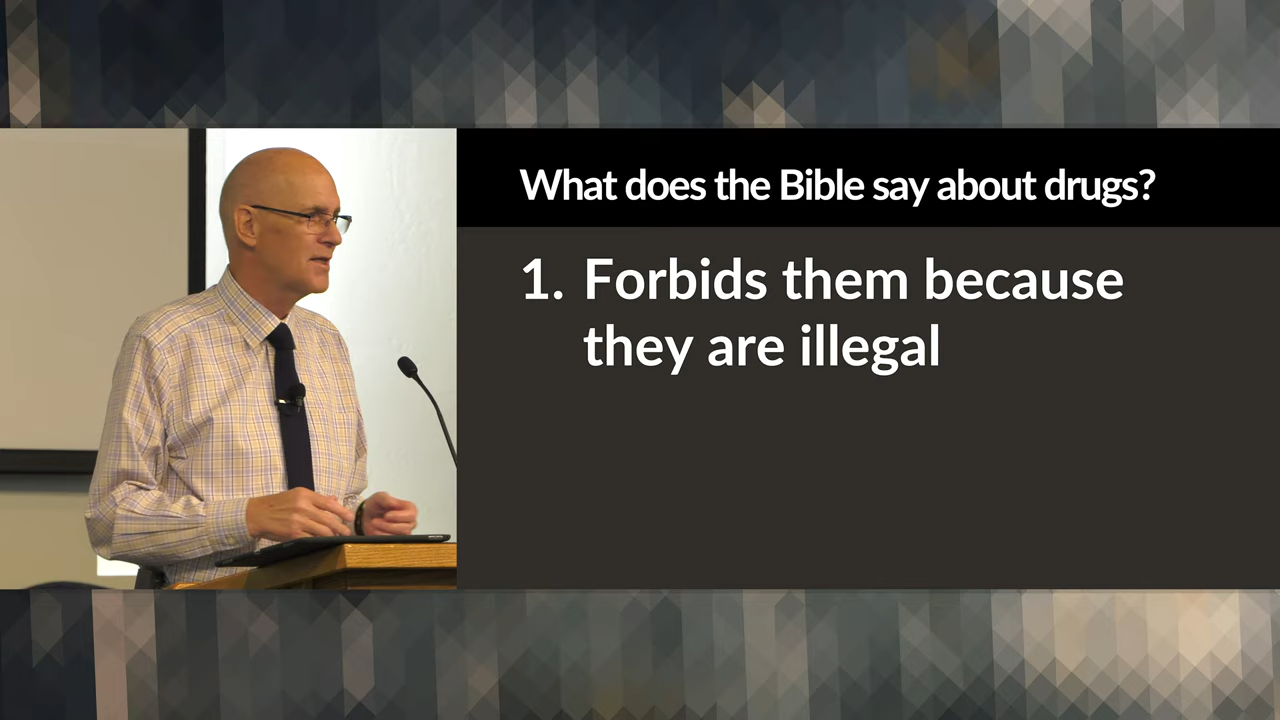 What does the Bible say about drugs?
1. Forbids them because
they are illegal